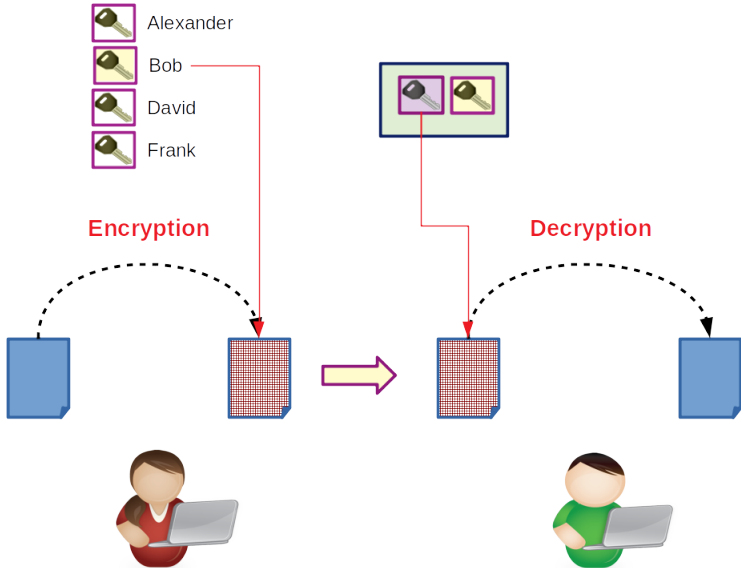 Alexander
Bob
David
Frank
Encryption
Decryption